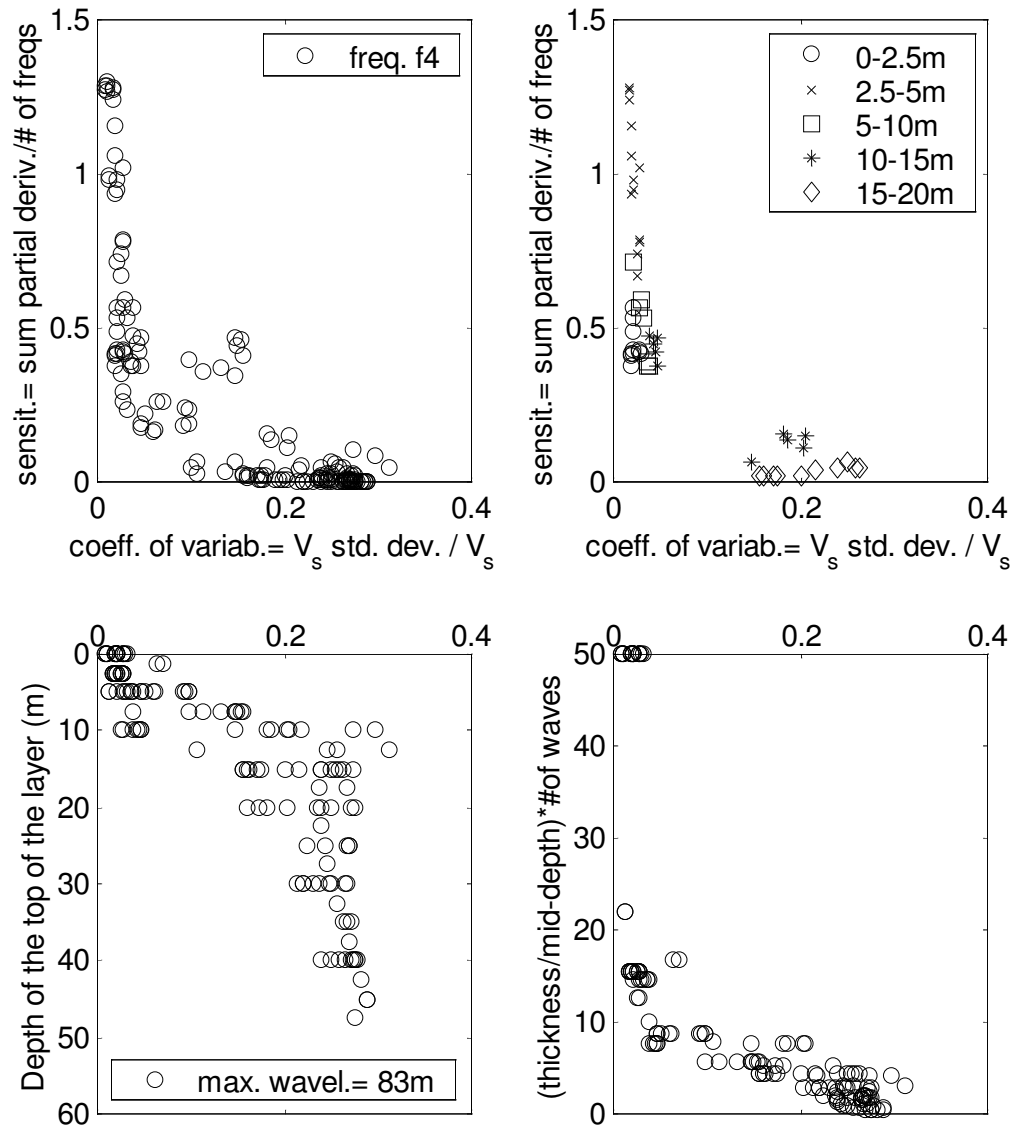 sensit.= sum partial deriv./# of freqs
1.5
1
0.5
0
freq. f4
0
0.2
0.4
coeff. of variab.= Vs std. dev. / Vs
sensit.= sum partial deriv./# of freqs
1.5
1
0.5
0
0-2.5m
2.5-5m
5-10m
10-15m
15-20m
0
0.2
0.4
coeff. of variab.= Vs std. dev. / Vs
0
0.2
0.4
Depth of the top of the layer (m)
0
10
20
30
40
50
60
max. wavel.= 83m
0
0.2
0.4
(thickness/mid-depth)*#of waves
50
40
30
20
10
0